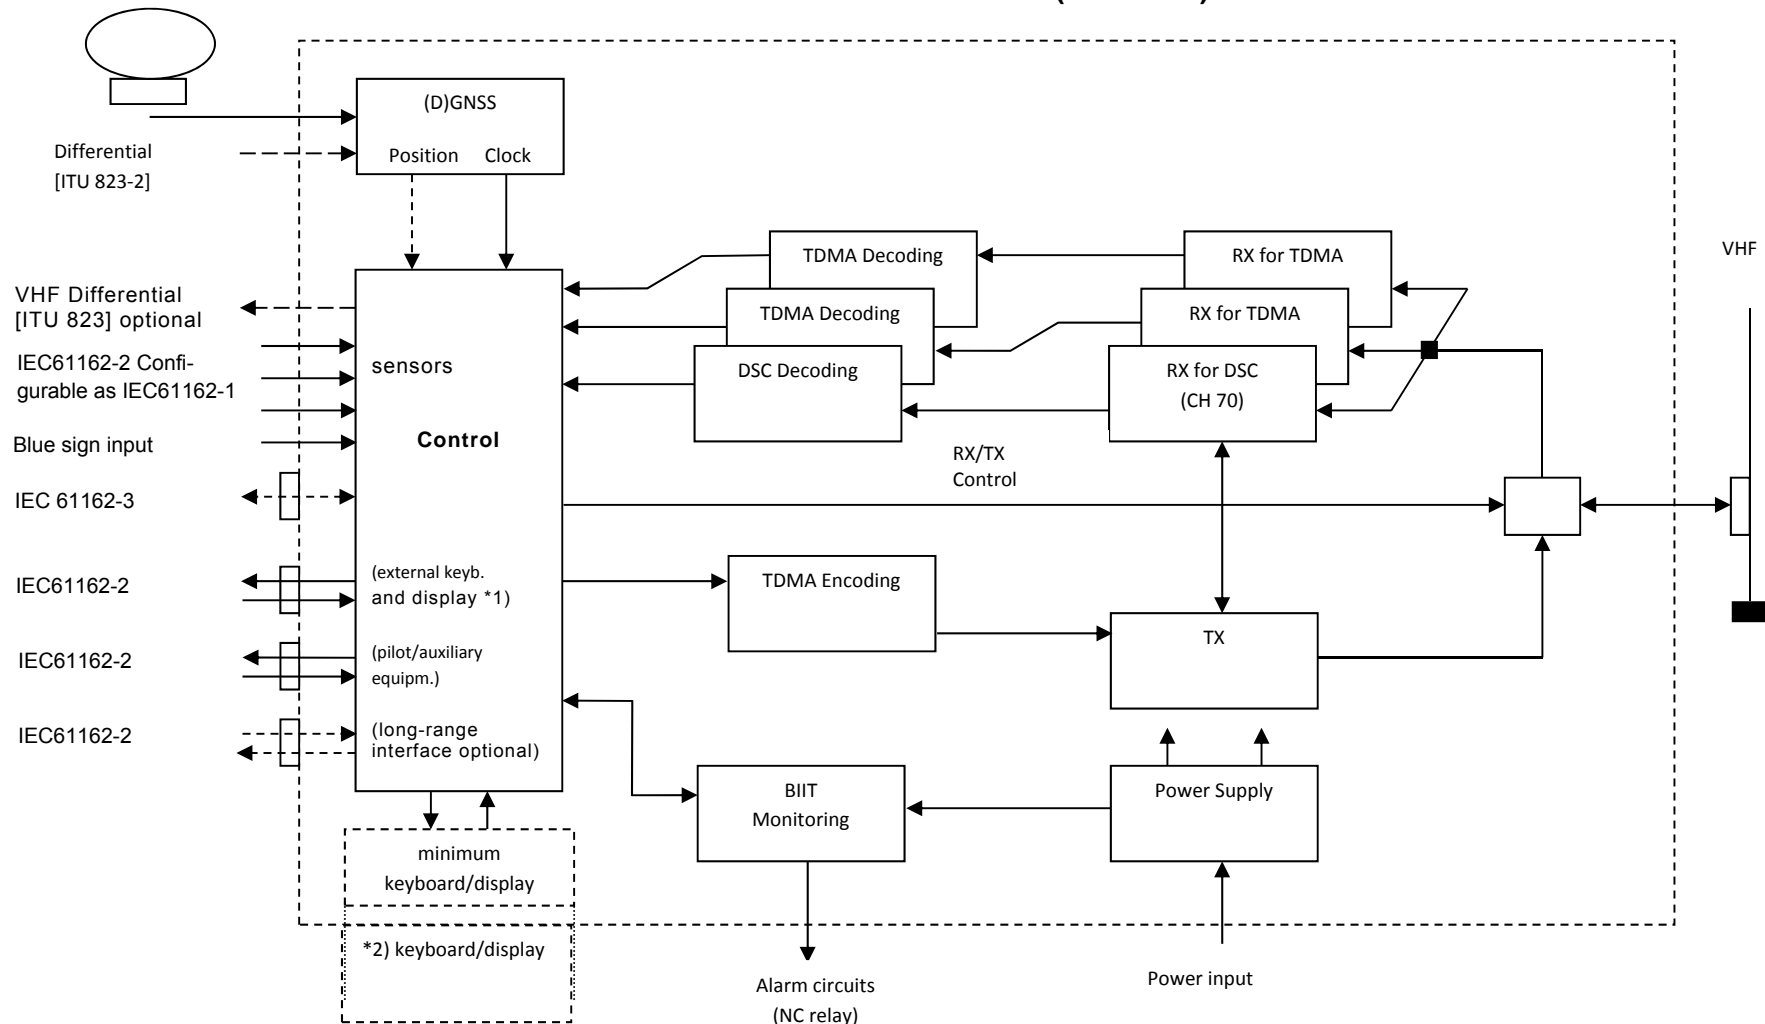 (D)GNSS
Differential
[ITU 823-2]
Position Clock
VHF Differential
[ITU 823] optional
sensors
IEC61162-2 Confi-
gurable as IEC61162-1
Blue sign input
Control
IEC 61162-3
IEC61162-2
(external keyb.
and display *1)
IEC61162-2
(pilot/auxiliary
equipm.)
IEC61162-2
(long-range
interface optional)
minimum
keyboard/display
*2) keyboard/display
TDMA Decoding
TDMA Decoding
DSC Decoding
RX for TDMA
RX for TDMA
RX for DSC
(CH 70)
VHF
RX/TX
Control
TDMA Encoding
TX
BIIT
Monitoring
Power Supply
Alarm circuits
(NC relay)
Power input